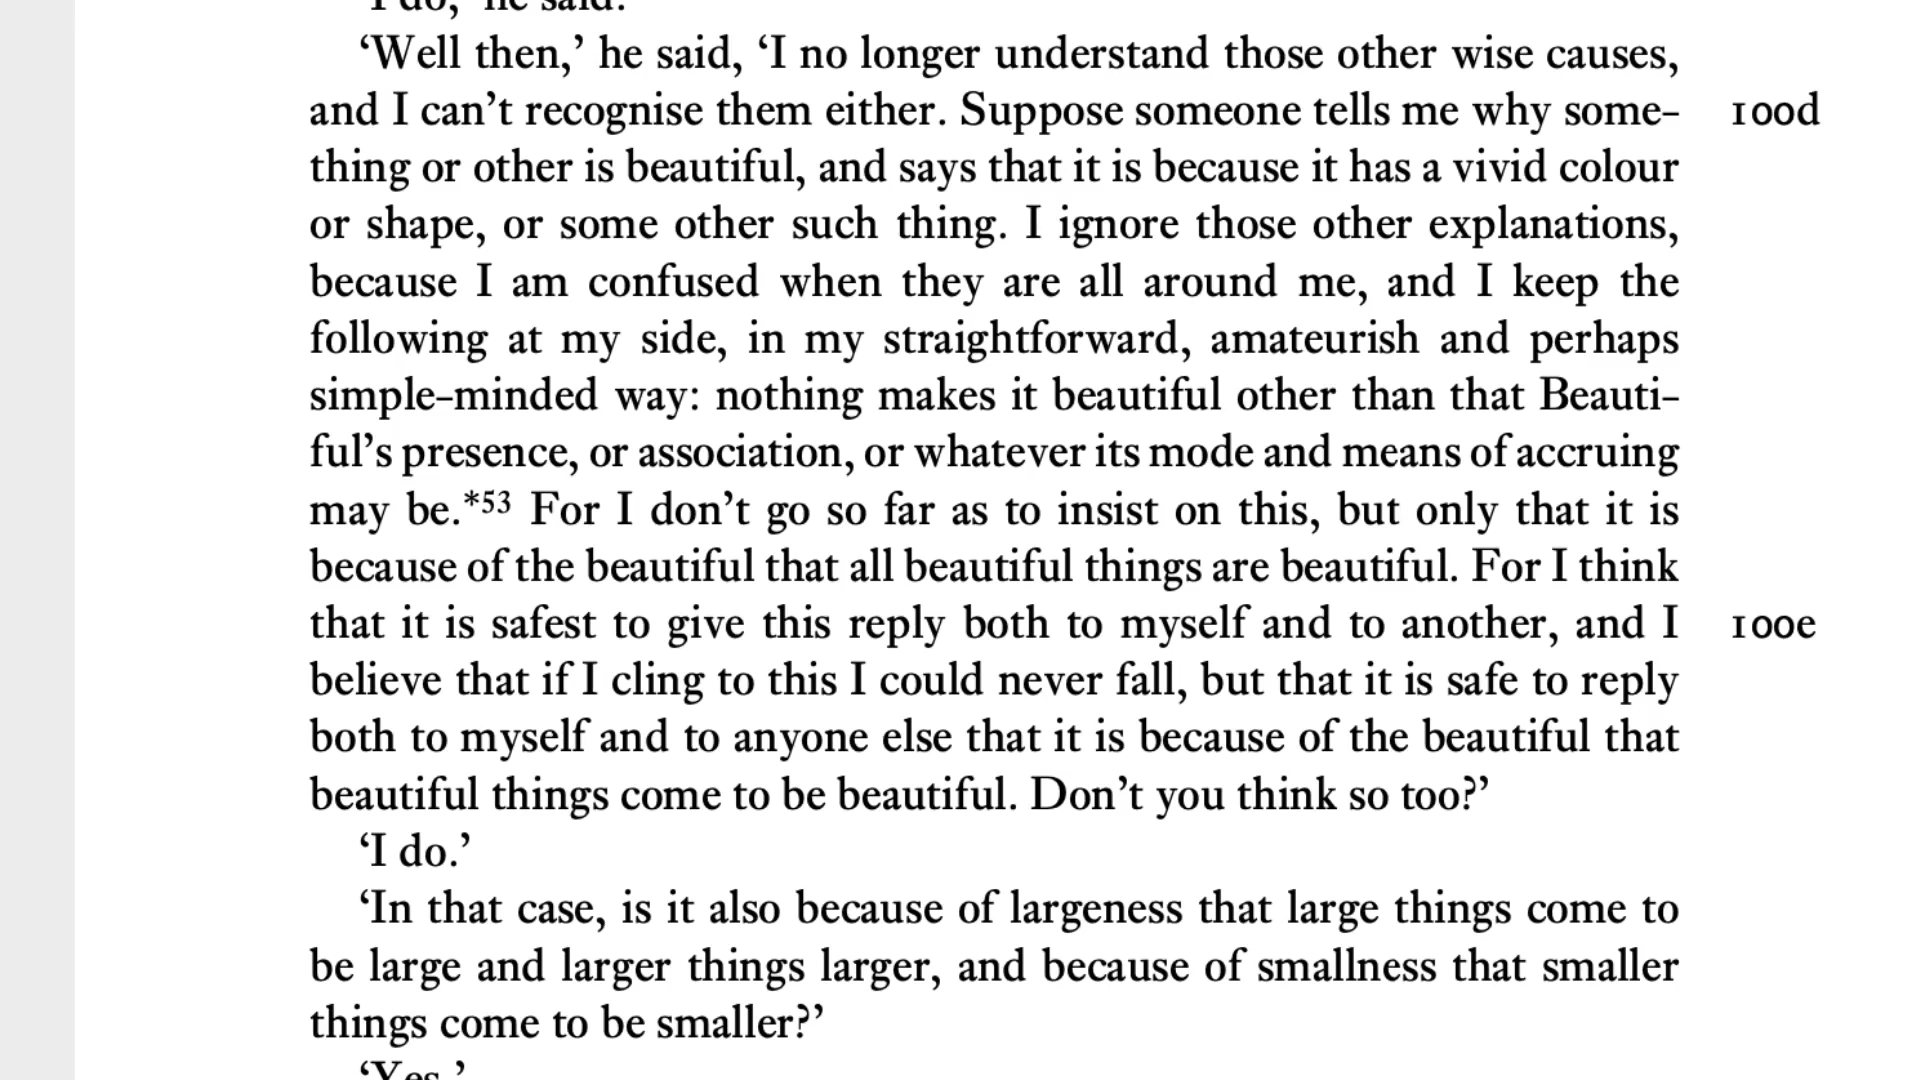 ‘I do,’ he said.
‘Well then,’ he said, ‘I no longer understand those other wise causes,
and I can’t recognise them either. Suppose someone tells me why some- 100d
thing or other is beautiful, and says that it is because it has a vivid colour
or shape, or some other such thing. I ignore those other explanations,
because I am confused when they are all around me, and I keep the
following at my side, in my straightforward, amateurish and perhaps
simple-minded way: nothing makes it beautiful other than that Beauti-
ful’s presence, or association, or whatever its mode and means of accruing
may be.*53 For I don’t go so far as to insist on this, but only that it is
because of the beautiful that all beautiful things are beautiful. For I think
that it is safest to give this reply both to myself and to another, and I 100e
believe that if I cling to this I could never fall, but that it is safe to reply
both to myself and to anyone else that it is because of the beautiful that
beautiful things come to be beautiful. Don’t you think so too?’
‘I do.’
‘In that case, is it also because of largeness that large things come to
be large and larger things larger, and because of smallness that smaller
things come to be smaller?’
‘Yes.’